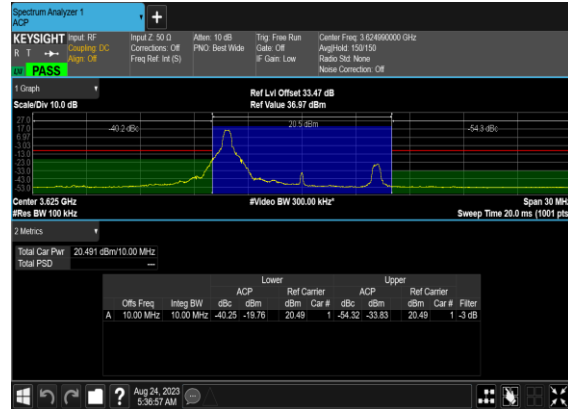 Spectrum Analyzer 1
ACP
KEYSIGHT Input: RF Input Z: 50 Ω Atten: 10 dB Trig: Free Run Center Freq: 3.624990000 GHz
R T Coupling: DC Corrections: Off PNO: Best Wide Gate: Off Avg|Hold: 150/150
Align: Off Freq Ref: Int (S) IF Gain: Low Radio Std: None
PASS Noise Correction: Off
1 Graph
Ref Lvl Offset 33.47 dB
Scale/Div 10.0 dB Ref Value 36.97 dBm
27.0
17.0 -40.2 dBc 20.5 dBm -54.3 dBc
6.97
-3.03
-13.0
-23.0
-33.0
-43.0
-53.0
Center 3.625 GHz #Video BW 300.00 kHz* Span 30 MHz
#Res BW 100 kHz Sweep Time 20.0 ms (1001 pts
2 Metrics
Total Car Pwr 20.491 dBm/10.00 MHz
Total PSD ---
Lower Upper
ACP Ref Carrier ACP Ref Carrier
Offs Freq Integ BW dBc dBm dBm Car # dBc dBm dBm Car # Filter
A 10.00 MHz 10.00 MHz -40.25 -19.76 20.49 1 -54.32 -33.83 20.49 1 -3 dB
? Aug 24, 2023
5:36:57 AM